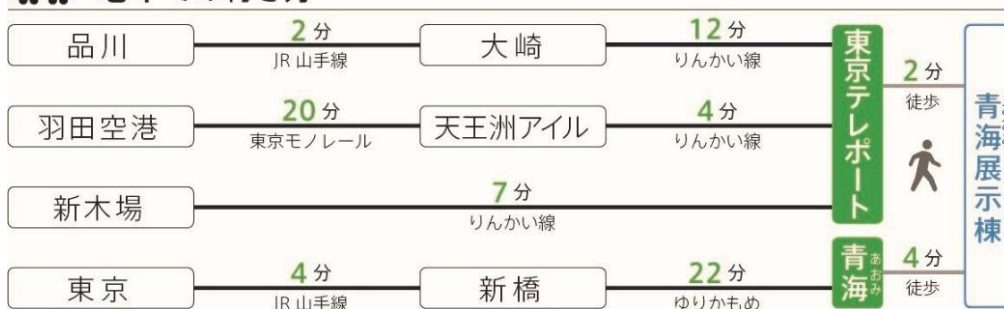 品川
2分
JR山手線
大崎
12分
りんかい線
羽田空港
20分
東京モノレール
天王洲アイル
4分
りんかい線
新木場
7分
りんかい線
東京テレポート
2分
徒歩
東京
4分
JR山手線
新橋
22分
ゆりかもめ
青海
あおみ
4分
徒歩
青海展示棟